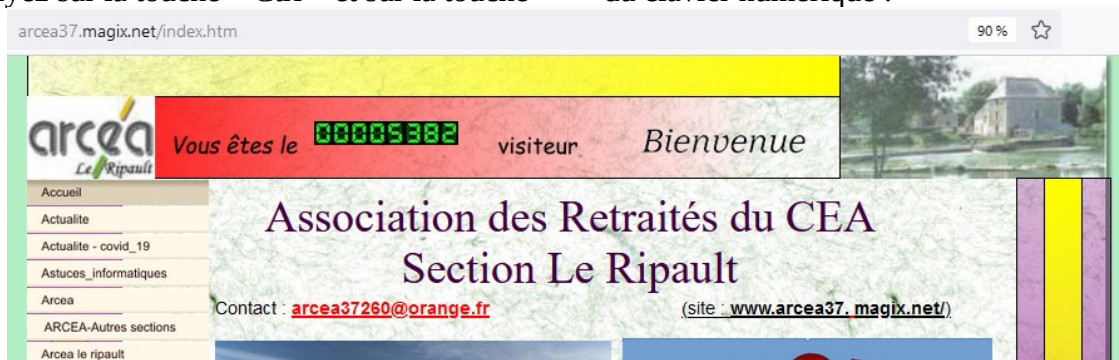 arcea37.magix.net/index.htm 90 %
arcéa
Le Ripault
Vous êtes le 00005382 visiteur Bienvenue
Accueil
Actualite
Actualite - covid_19
Astuces_informatiques
Arcea
ARCEA-Autres sections
Arcea le ripault
Association des Retraités du CEA
Section Le Ripault
Contact : arcea37260@orange.fr (site : www.arcea37. magix.net/)